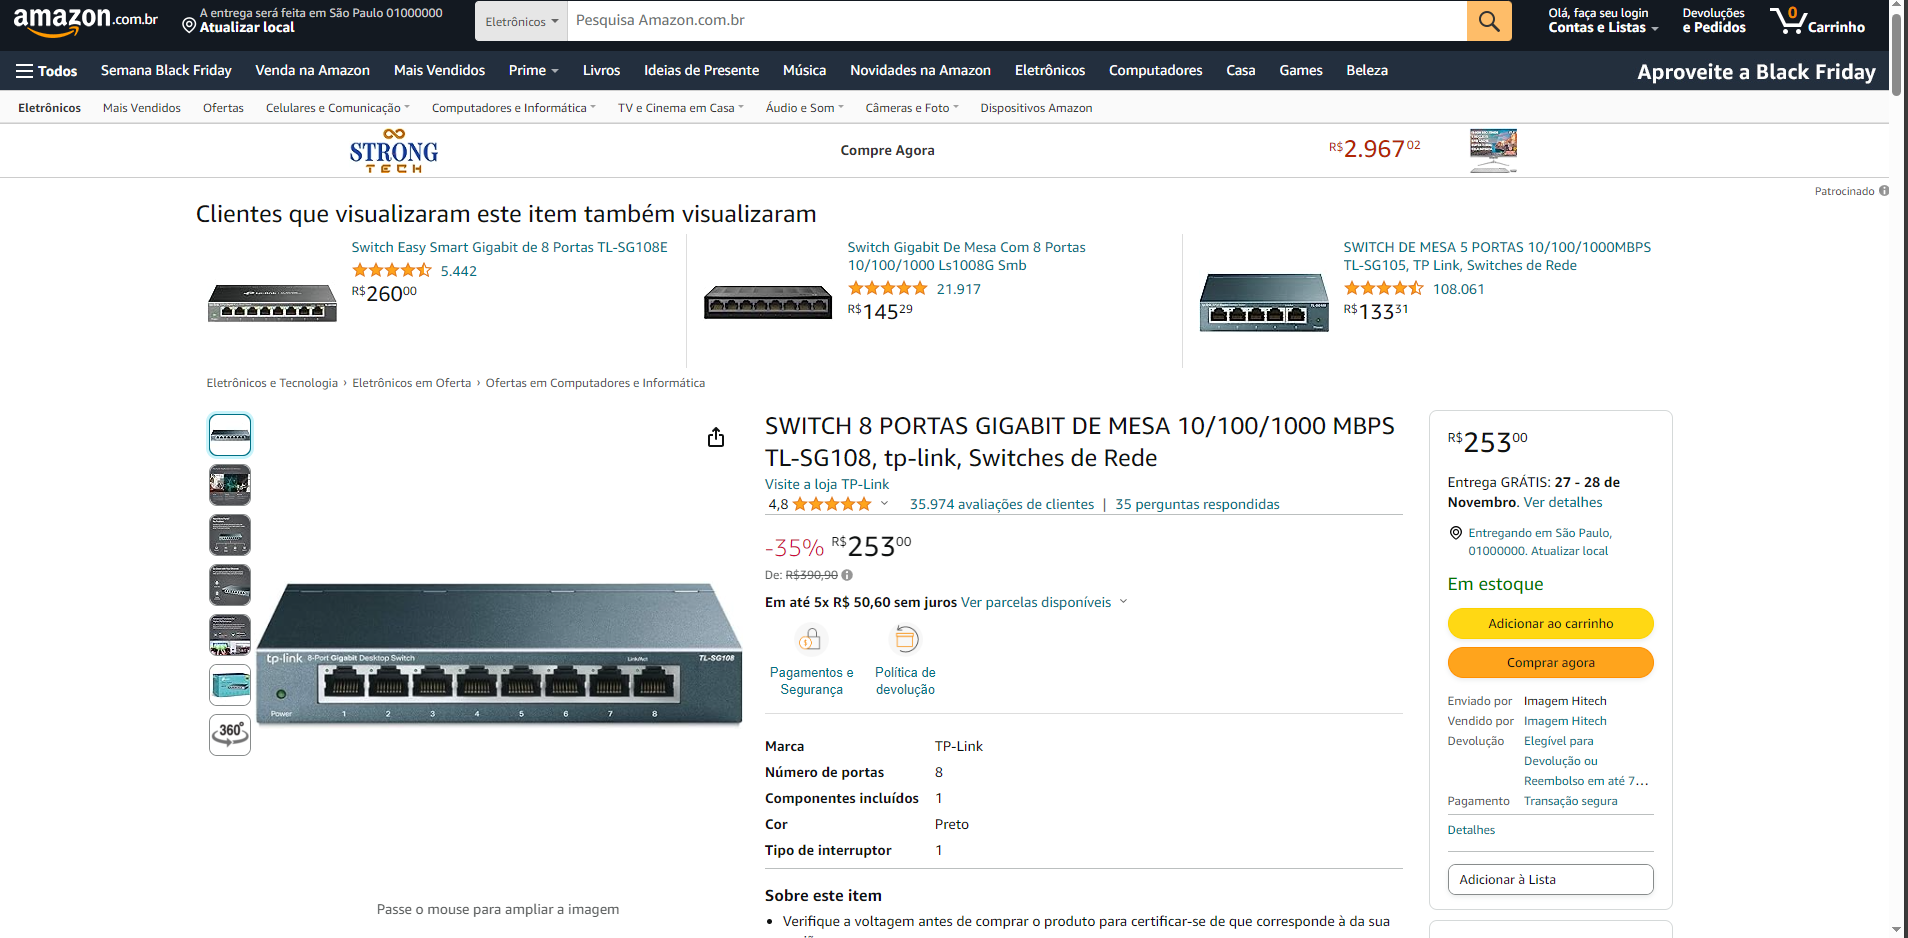 amazon.com.br
A entrega será feita em São Paulo 01000000
Atualizar local
Eletrônicos
Pesquisa Amazon.com.br
Olá, faça seu login
Contas e Listas
Devoluções
e Pedidos
0
Carrinho
Todos
Semana Black Friday
Venda na Amazon
Mais Vendidos
Prime
Livros
Ideias de Presente
Música
Novidades na Amazon
Eletrônicos
Computadores
Casa
Games
Beleza
Aproveite a Black Friday
Eletrônicos
Mais Vendidos
Ofertas
Celulares e Comunicação
Computadores e Informática
TV e Cinema em Casa
Áudio e Som
Câmeras e Foto
Dispositivos Amazon
STRONG
TECH
Compre Agora
R$2.96702
Patrocinado
Clientes que visualizaram este item também visualizaram
Switch Easy Smart Gigabit de 8 Portas TL-SG108E
5.442
R$26000
Switch Gigabit De Mesa Com 8 Portas
10/100/1000 Ls1008G Smb
21.917
R$14529
SWITCH DE MESA 5 PORTAS 10/100/1000MBPS
TL-SG105, TP Link, Switches de Rede
108.061
R$13331
Eletrônicos e Tecnologia › Eletrônicos em Oferta › Ofertas em Computadores e Informática
360°
tp-link 8-Port Gigabit Desktop Switch
Link/Act
TL-SG108
Power
1 2 3 4 5 6 7 8
Passe o mouse para ampliar a imagem
SWITCH 8 PORTAS GIGABIT DE MESA 10/100/1000 MBPS
TL-SG108, tp-link, Switches de Rede
Visite a loja TP-Link
4,8
35.974 avaliações de clientes | 35 perguntas respondidas
-35% R$25300
De: R$390,90
Em até 5x R$ 50,60 sem juros Ver parcelas disponíveis
Pagamentos e
Segurança
Política de
devolução
Marca TP-Link
Número de portas 8
Componentes incluídos 1
Cor Preto
Tipo de interruptor 1
Sobre este item
• Verifique a voltagem antes de comprar o produto para certificar-se de que corresponde à da sua
R$25300
Entrega GRÁTIS: 27 - 28 de
Novembro. Ver detalhes
Entregando em São Paulo,
01000000. Atualizar local
Em estoque
Adicionar ao carrinho
Comprar agora
Enviado por Imagem Hitech
Vendido por Imagem Hitech
Devolução Elegível para
Devolução ou
Reembolso em até 7...
Pagamento Transação segura
Detalhes
Adicionar à Lista